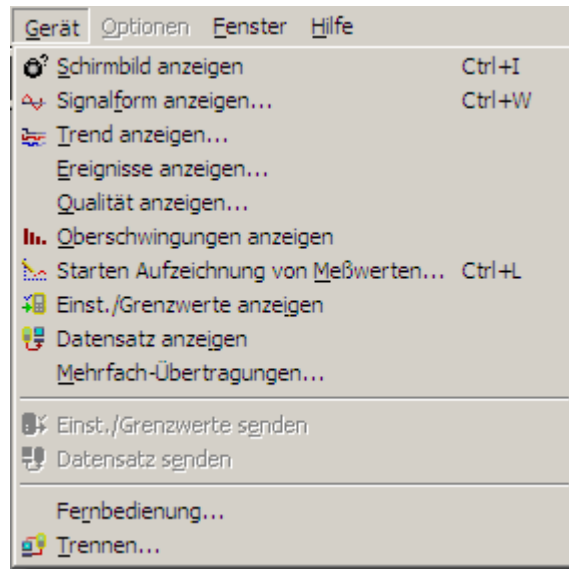 Gerät Optionen Fenster Hilfe
Schirmbild anzeigen Ctrl+I
Signalform anzeigen... Ctrl+W
Trend anzeigen...
Ereignisse anzeigen...
Qualität anzeigen...
Oberschwingungen anzeigen
Starten Aufzeichnung von Meßwerten... Ctrl+L
Einst./Grenzwerte anzeigen
Datensatz anzeigen
Mehrfach-Übertragungen...
Einst./Grenzwerte senden
Datensatz senden
Fernbedienung...
Trennen...